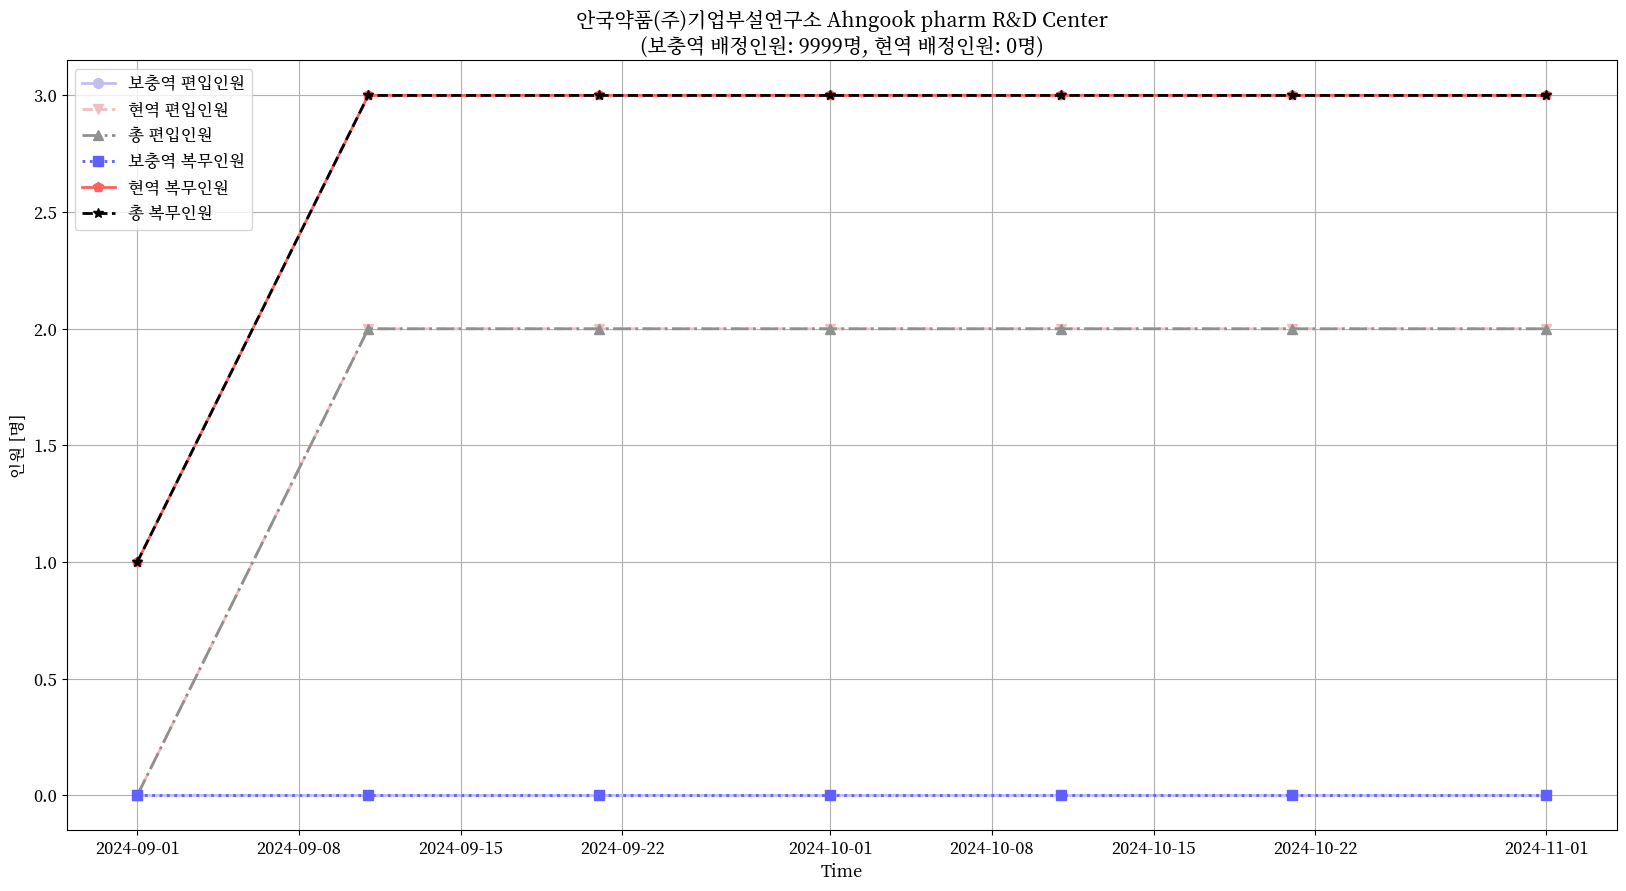 안국약품(주)기업부설연구소 Ahngook pharm R&D Center
(보충역 배정인원: 9999명, 현역 배정인원: 0명)
보충역 편입인원
현역 편입인원
총 편입인원
보충역 복무인원
현역 복무인원
총 복무인원
3.0
2.5
2.0
1.5
1.0
0.5
0.0
인원 [명]
2024-09-01 2024-09-08 2024-09-15 2024-09-22 2024-10-01 2024-10-08 2024-10-15 2024-10-22 2024-11-01
Time